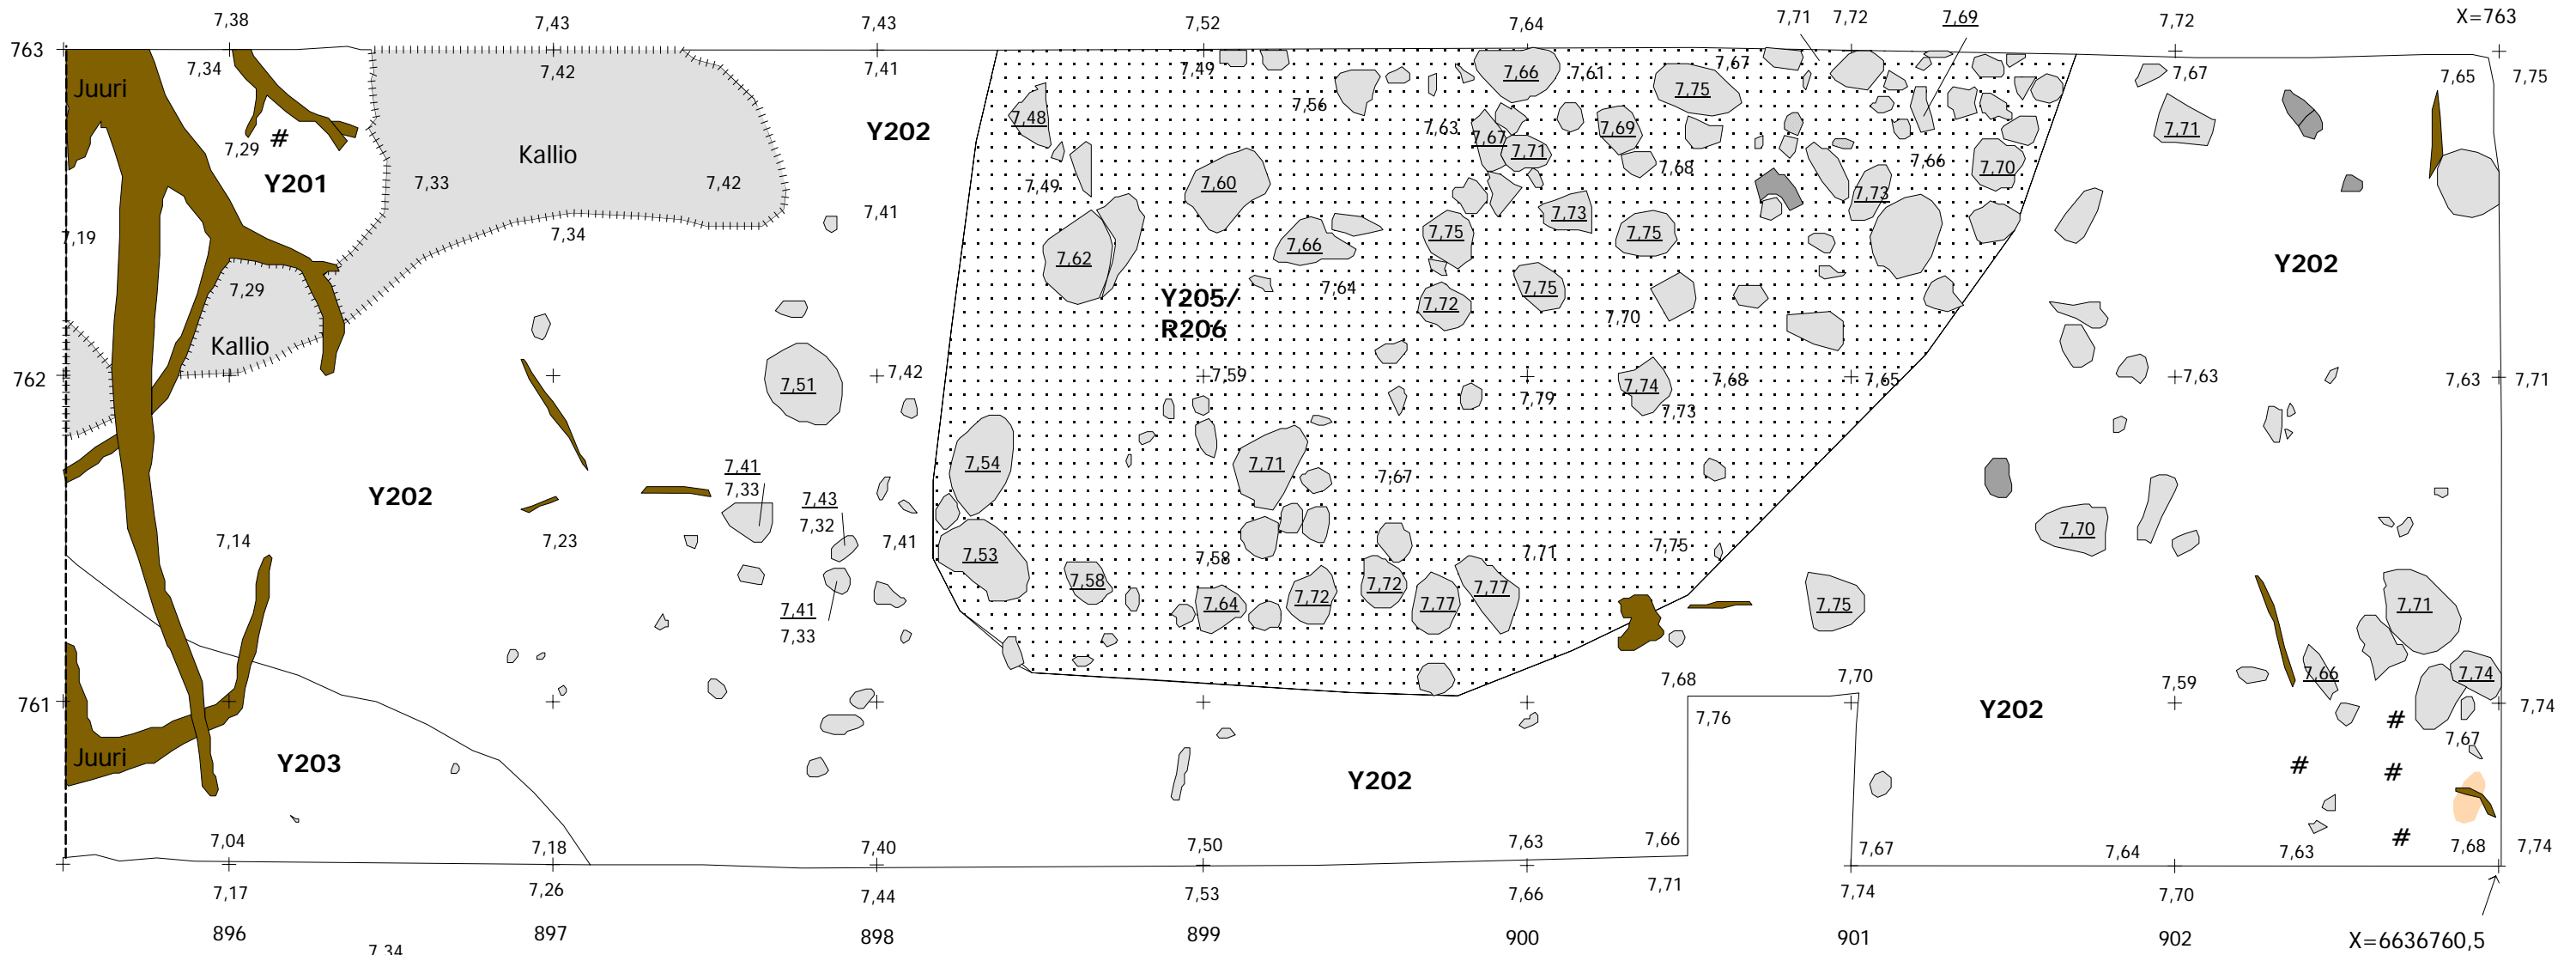 7,38 7,43 7,43 7,52 7,64 7,71 7,72 7,69 7,72 X=763
763
7,34 7,42 7,41 7,49 7,66 7,61 7,67 7,67 7,65 7,75
Juuri 7,75
7,56
7,48 Y202 7,63 7,67 7,69 7,71
7,29 # Kallio 7,71 7,68 7,66 7,70
Y201 7,33 7,42 7,49 7,60 7,73
7,41 7,73
7,19 7,34 7,62 7,66 7,75 7,75 Y202
7,29 7,64 7,75
Y205/ 7,72
R206 7,70
Kallio
762 7,51 7,42 7,59 7,79 7,74 7,68 7,65 7,63 7,63 7,71
7,73
7,41 7,54 7,71 7,67
7,33
Y202 7,43
7,32
7,14 7,23 7,41 7,53 7,58 7,71 7,75 7,70
7,41 7,58 7,64 7,72 7,72 7,77 7,77 7,75 7,71
7,33
7,68 7,70 7,59 7,66 7,74
761 7,76 Y202 # 7,74
7,67
Juuri Y203 Y202 # #
7,04 7,18 7,40 7,50 7,63 7,66 7,67 7,64 7,63 # 7,68 7,74
7,17 7,26 7,44 7,53 7,66 7,71 7,74 7,70
896 897 898 899 900 901 902 X=6636760,5
7,34